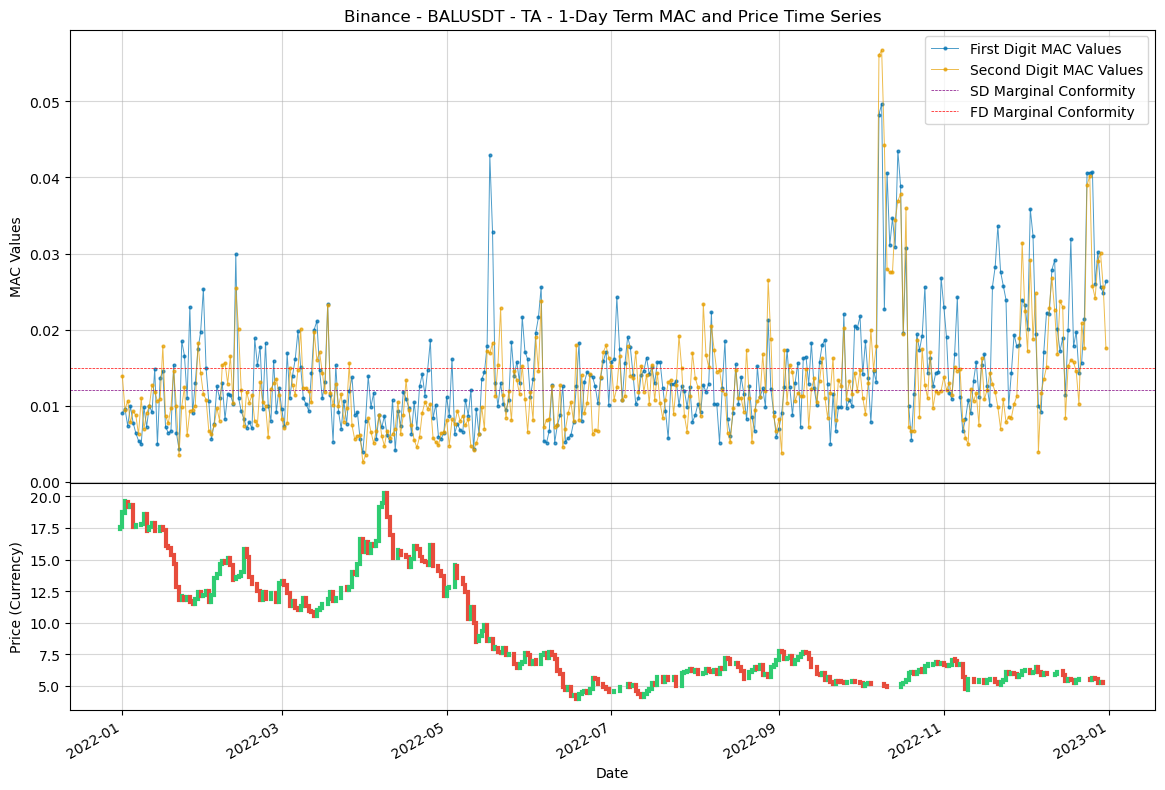 Binance - BALUSDT - TA - 1-Day Term MAC and Price Time Series
First Digit MAC Values
Second Digit MAC Values
SD Marginal Conformity
FD Marginal Conformity
MAC Values
0.05
0.04
0.03
0.02
0.01
0.00
Price (Currency)
20.0
17.5
15.0
12.5
10.0
7.5
5.0
2022-01
2022-03
2022-05
2022-07
2022-09
2022-11
2023-01
Date